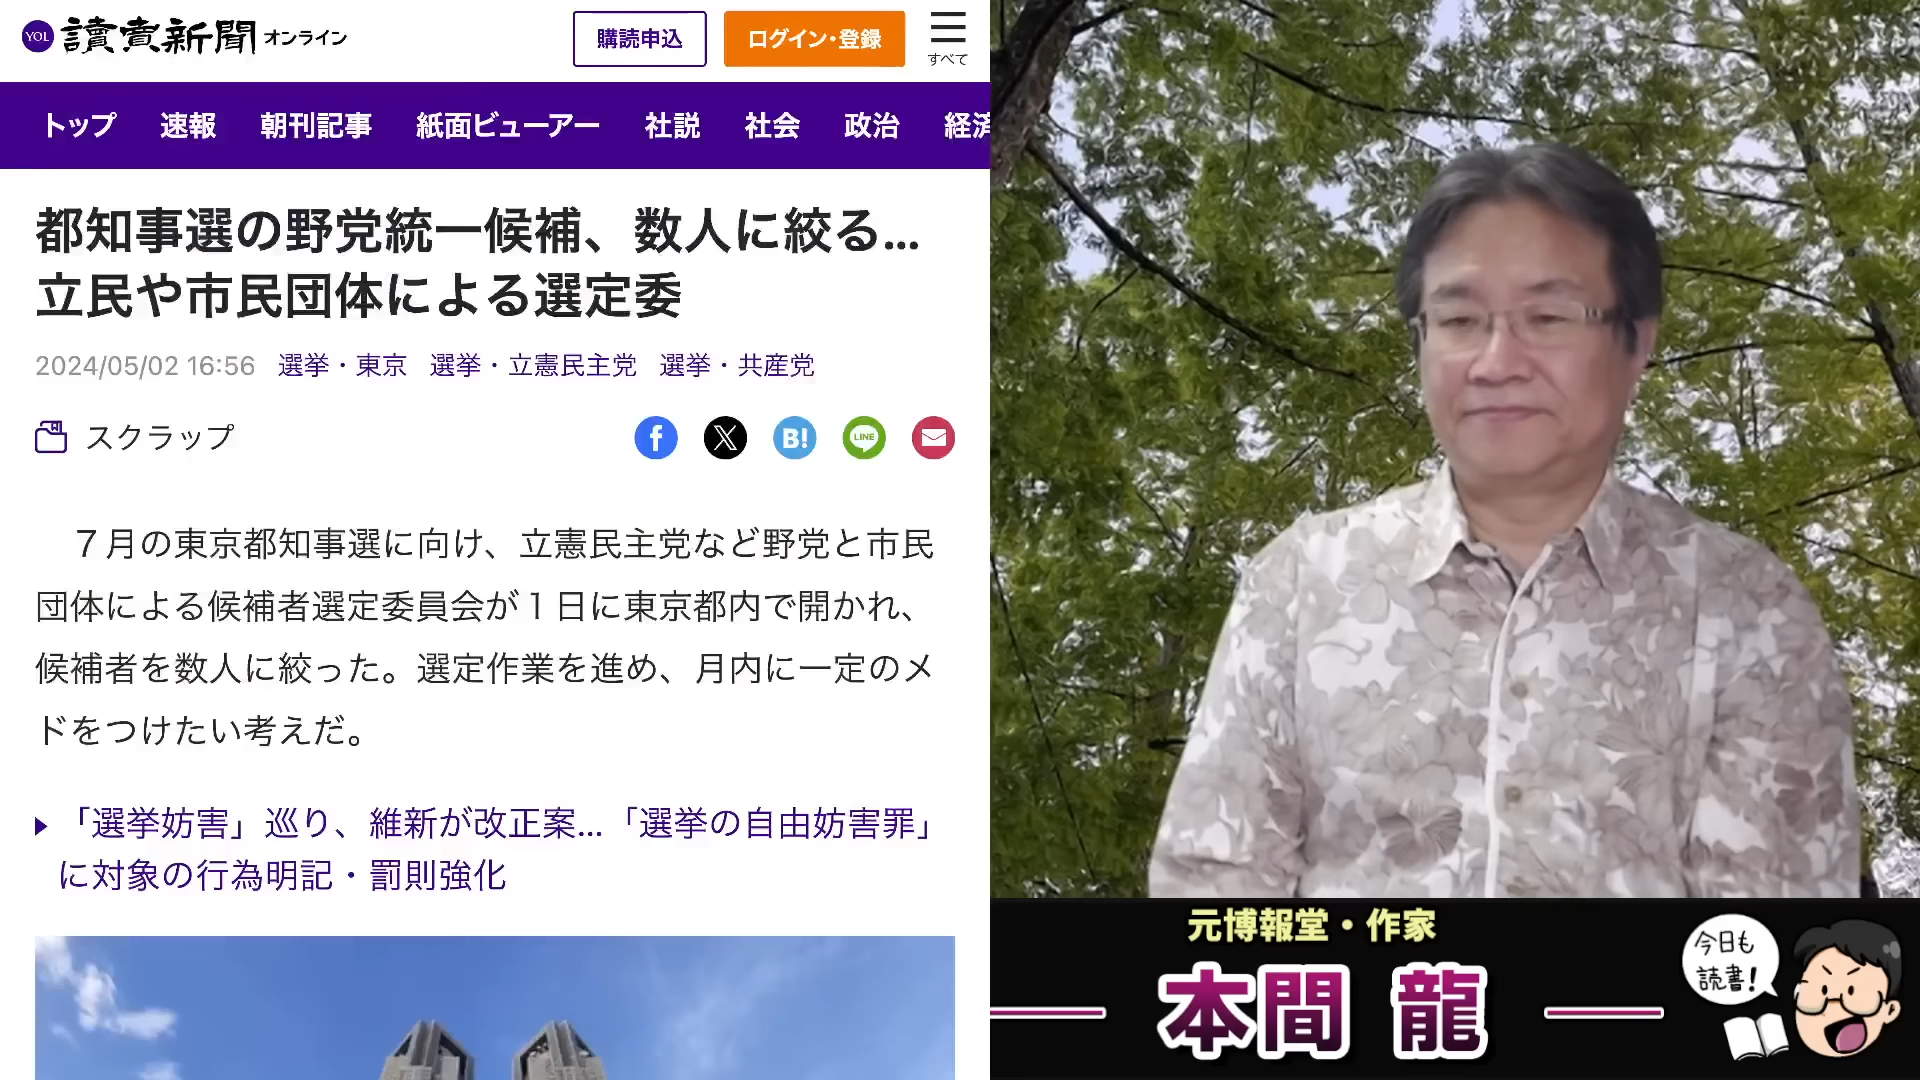 YOL 讀賣新聞 オンライン
購読申込
ログイン・登録
すべて
トップ 速報 朝刊記事 紙面ビューアー 社説 社会 政治 経済
都知事選の野党統一候補、数人に絞る…
立民や市民団体による選定委
2024/05/02 16:56 選挙・東京 選挙・立憲民主党 選挙・共産党
スクラップ
f X B! LINE
７月の東京都知事選に向け、立憲民主党など野党と市民
団体による候補者選定委員会が１日に東京都内で開かれ、
候補者を数人に絞った。選定作業を進め、月内に一定のメ
ドをつけたい考えだ。
「選挙妨害」巡り、維新が改正案…「選挙の自由妨害罪」
に対象の行為明記・罰則強化
元博報堂・作家
本間 龍
今日も
読書!